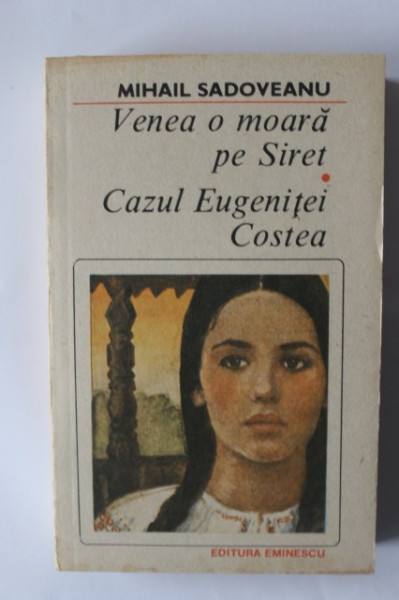 MIHAIL SADOVEANU
Venea o moară
pe Siret
Cazul Eugeniței
Costea
EDITURA EMINESCU